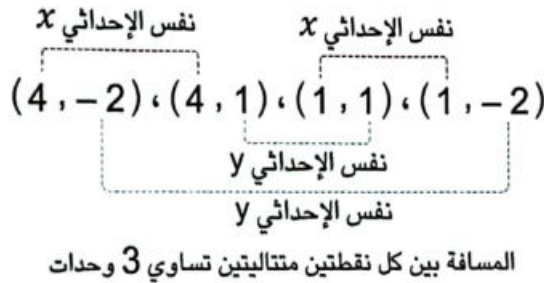 نفس الإحداثي x نفس الإحداثي x
(4 , −2) ، (4 , 1) ، (1 , 1) ، (1 , −2)
نفس الإحداثي y
نفس الإحداثي y
المسافة بين كل نقطتين متتاليتين تساوي 3 وحدات